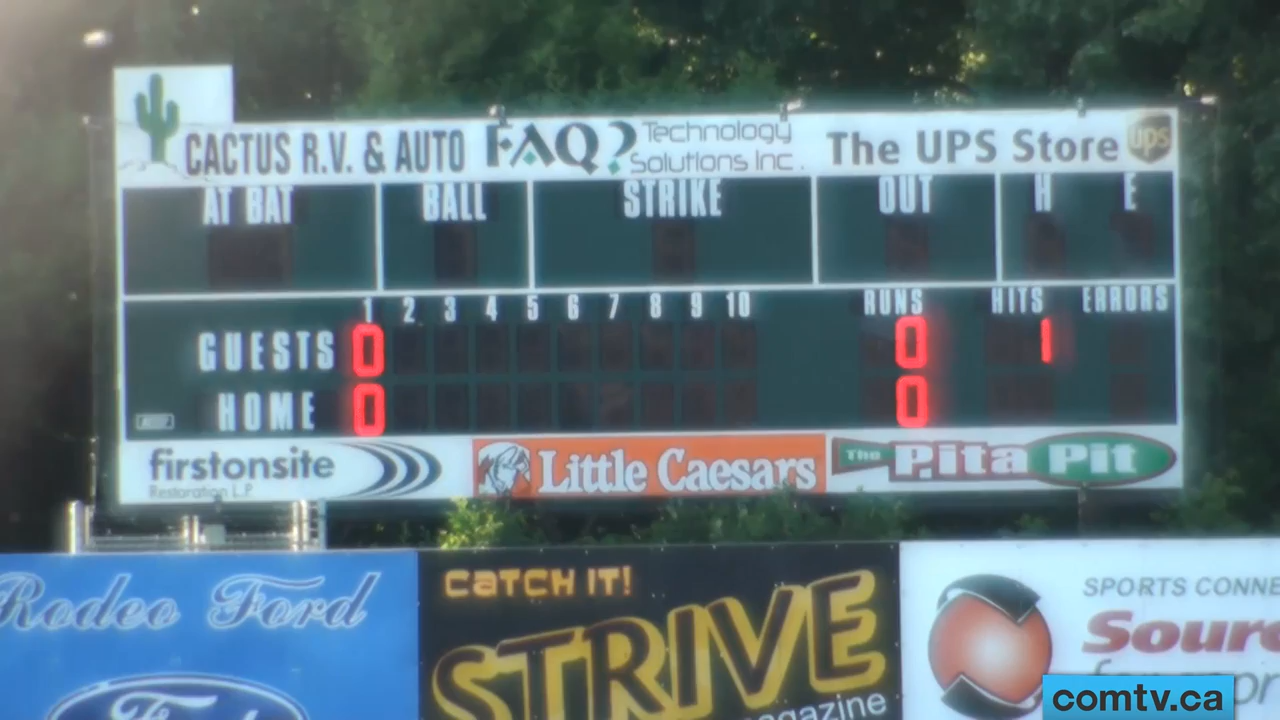 CACTUS R.V. & AUTO
FAQ?
Technology
Solutions Inc.
The UPS Store
ups
AT BAT BALL STRIKE OUT H E
1 2 3 4 5 6 7 8 9 10 RUNS HITS ERRORS
GUESTS 0 0 1
HOME 0 0
firstonsite
Restoration L.P.
Little Caesars
The Pita Pit
Rodeo Ford
CATCH IT!
STRIVE
SPORTS CONNE
Sour
comtv.ca